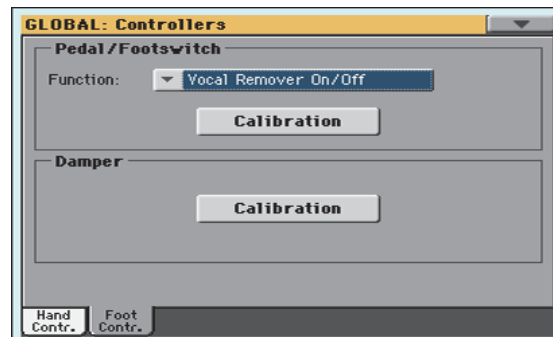 GLOBAL: Controllers
Pedal/Footswitch
Function: Vocal Remover On/Off
Calibration
Damper
Calibration
Hand Foot
Contr. Contr.